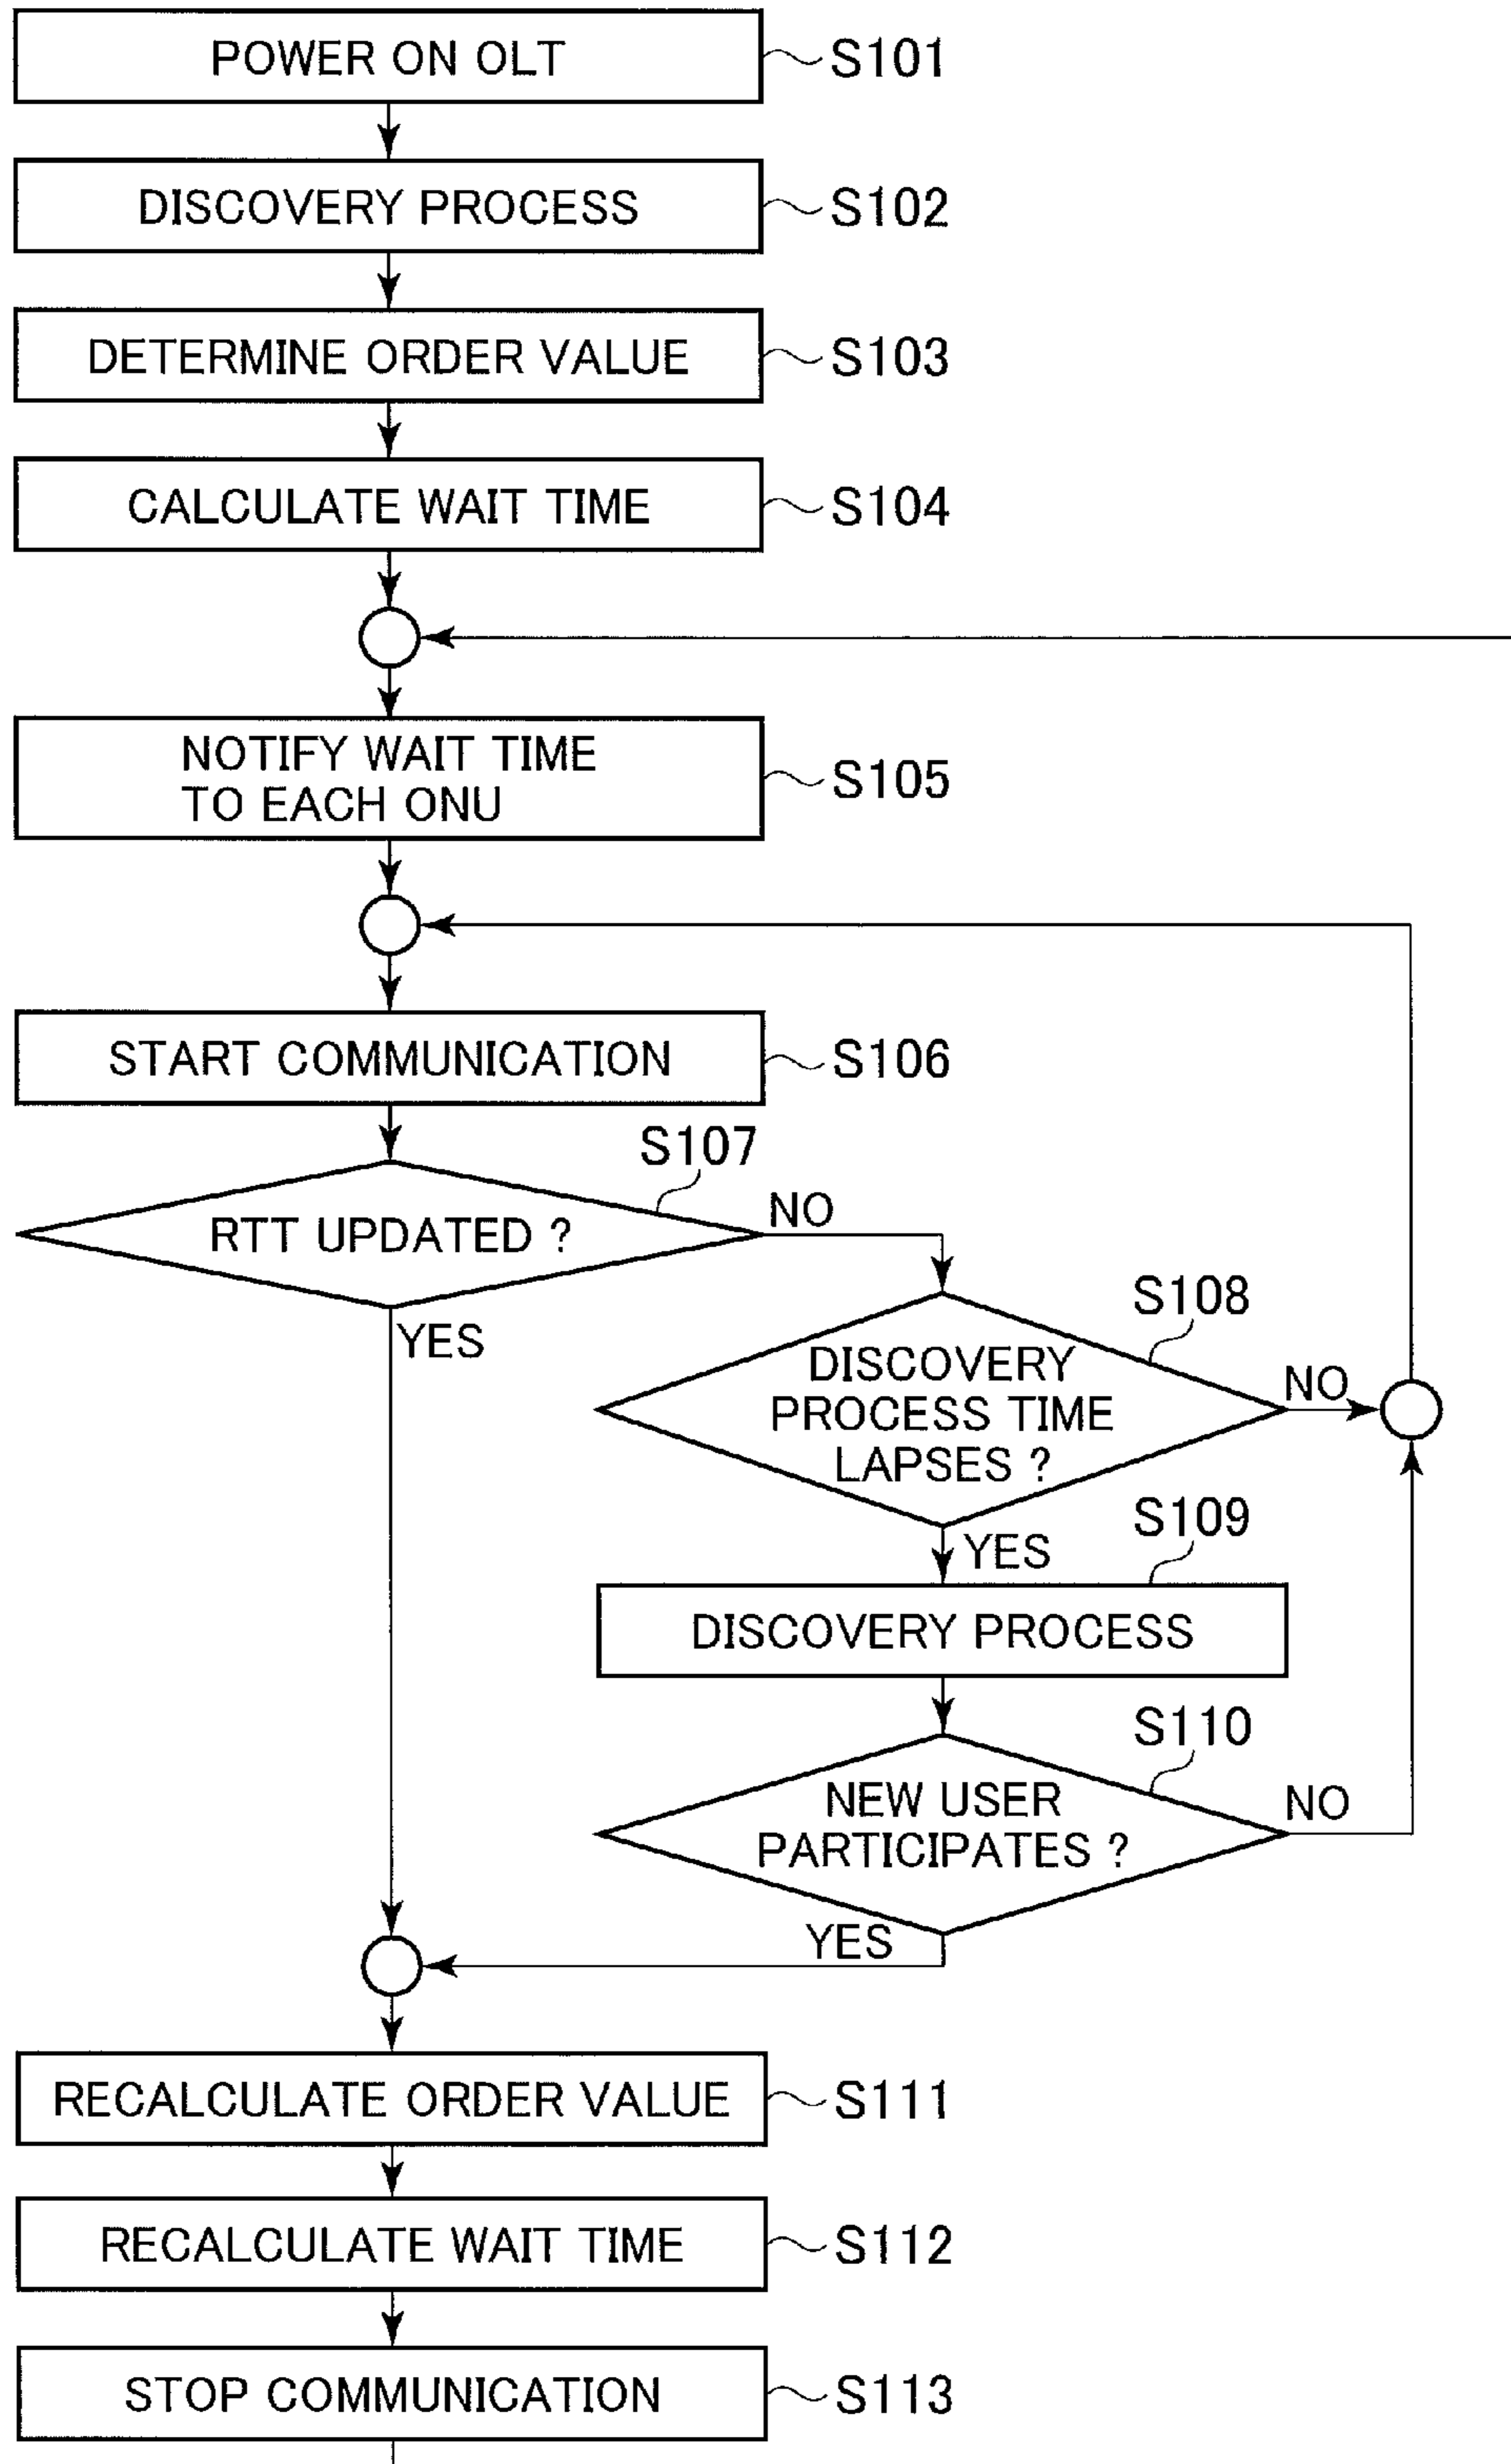 POWER ON OLT
S101
DISCOVERY PROCESS
S102
DETERMINE ORDER VALUE
S103
CALCULATE WAIT TIME
S104
NOTIFY WAIT TIME
TO EACH ONU
S105
START COMMUNICATION
S106
S107
RTT UPDATED ?
NO
YES
S108
DISCOVERY
PROCESS TIME
LAPSES ?
NO
YES
S109
DISCOVERY PROCESS
S110
NEW USER
PARTICIPATES ?
NO
YES
RECALCULATE ORDER VALUE
S111
RECALCULATE WAIT TIME
S112
STOP COMMUNICATION
S113